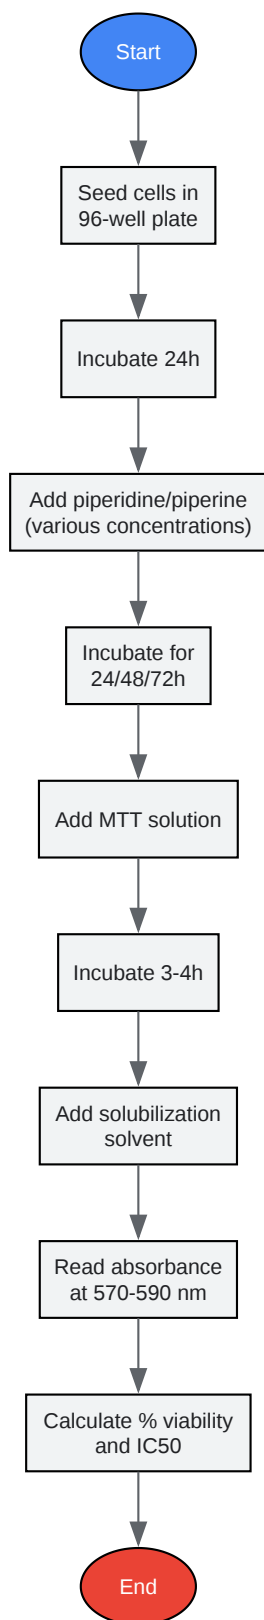 Start
Seed cells in
96-well plate
Incubate 24h
Add piperidine/piperine
(various concentrations)
Incubate for
24/48/72h
Add MTT solution
Incubate 3-4h
Add solubilization
solvent
Read absorbance
at 570-590 nm
Calculate % viability
and IC50
End